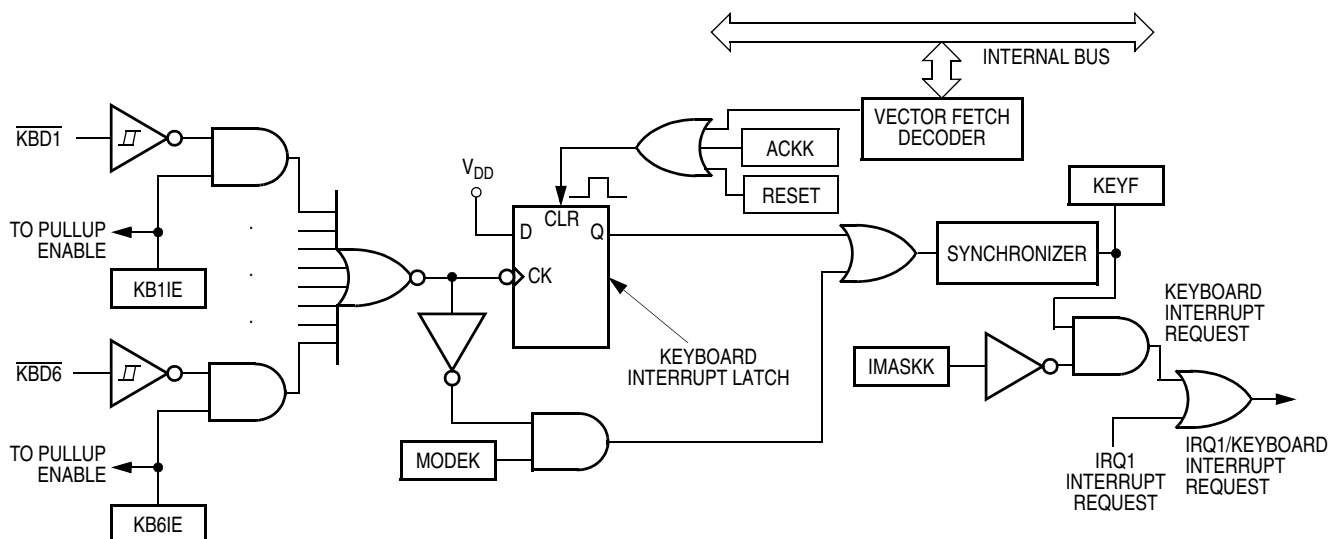 INTERNAL BUS
KBD1
VECTOR FETCH
DECODER
ACKK
VDD
RESET
KEYF
CLR
D
Q
TO PULLUP
ENABLE
SYNCHRONIZER
KB1IE
CK
KEYBOARD
INTERRUPT
REQUEST
KEYBOARD
INTERRUPT LATCH
KBD6
IMASKK
MODEK
TO PULLUP
ENABLE
IRQ1
INTERRUPT
REQUEST
IRQ1/KEYBOARD
INTERRUPT
REQUEST
KB6IE